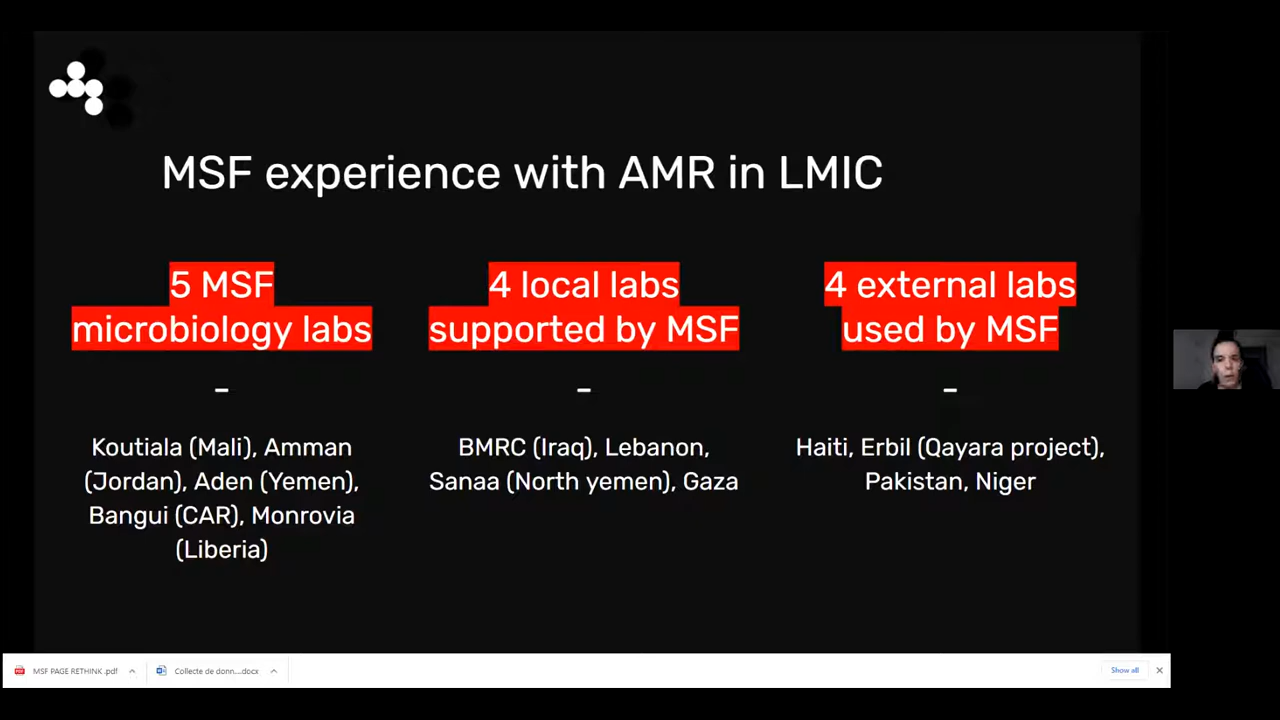 MSF experience with AMR in LMIC
5 MSF
microbiology labs
–
Koutiala (Mali), Amman
(Jordan), Aden (Yemen),
Bangui (CAR), Monrovia
(Liberia)
4 local labs
supported by MSF
–
BMRC (Iraq), Lebanon,
Sanaa (North yemen), Gaza
4 external labs
used by MSF
–
Haiti, Erbil (Qayara project),
Pakistan, Niger
MSF PAGE RETHINK .pdf
Collecte de donn....docx
Show all